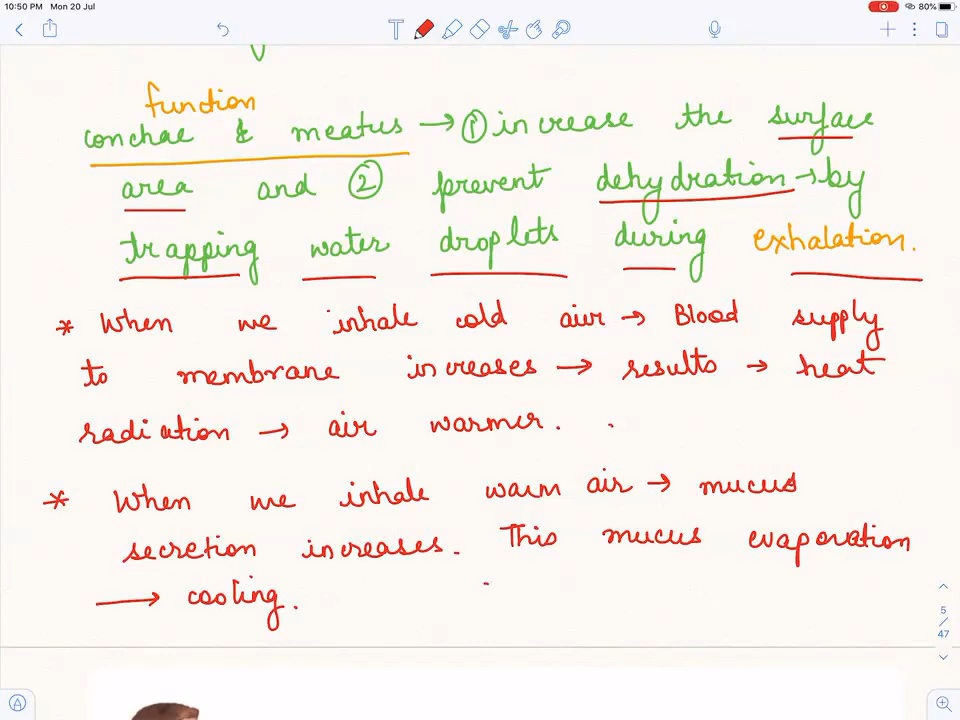 10:50 PM Mon 20 Jul
80%
T
function
conchae & meatus → ① increase the surface
area and ② prevent dehydration → by
trapping water droplets during exhalation.
* When we inhale cold air → Blood supply
to membrane increases → results → heat
radiation → air warmer.
* When we inhale warm air → mucus
secretion increases. This mucus evaporation
→ cooling.
5
/
47
A